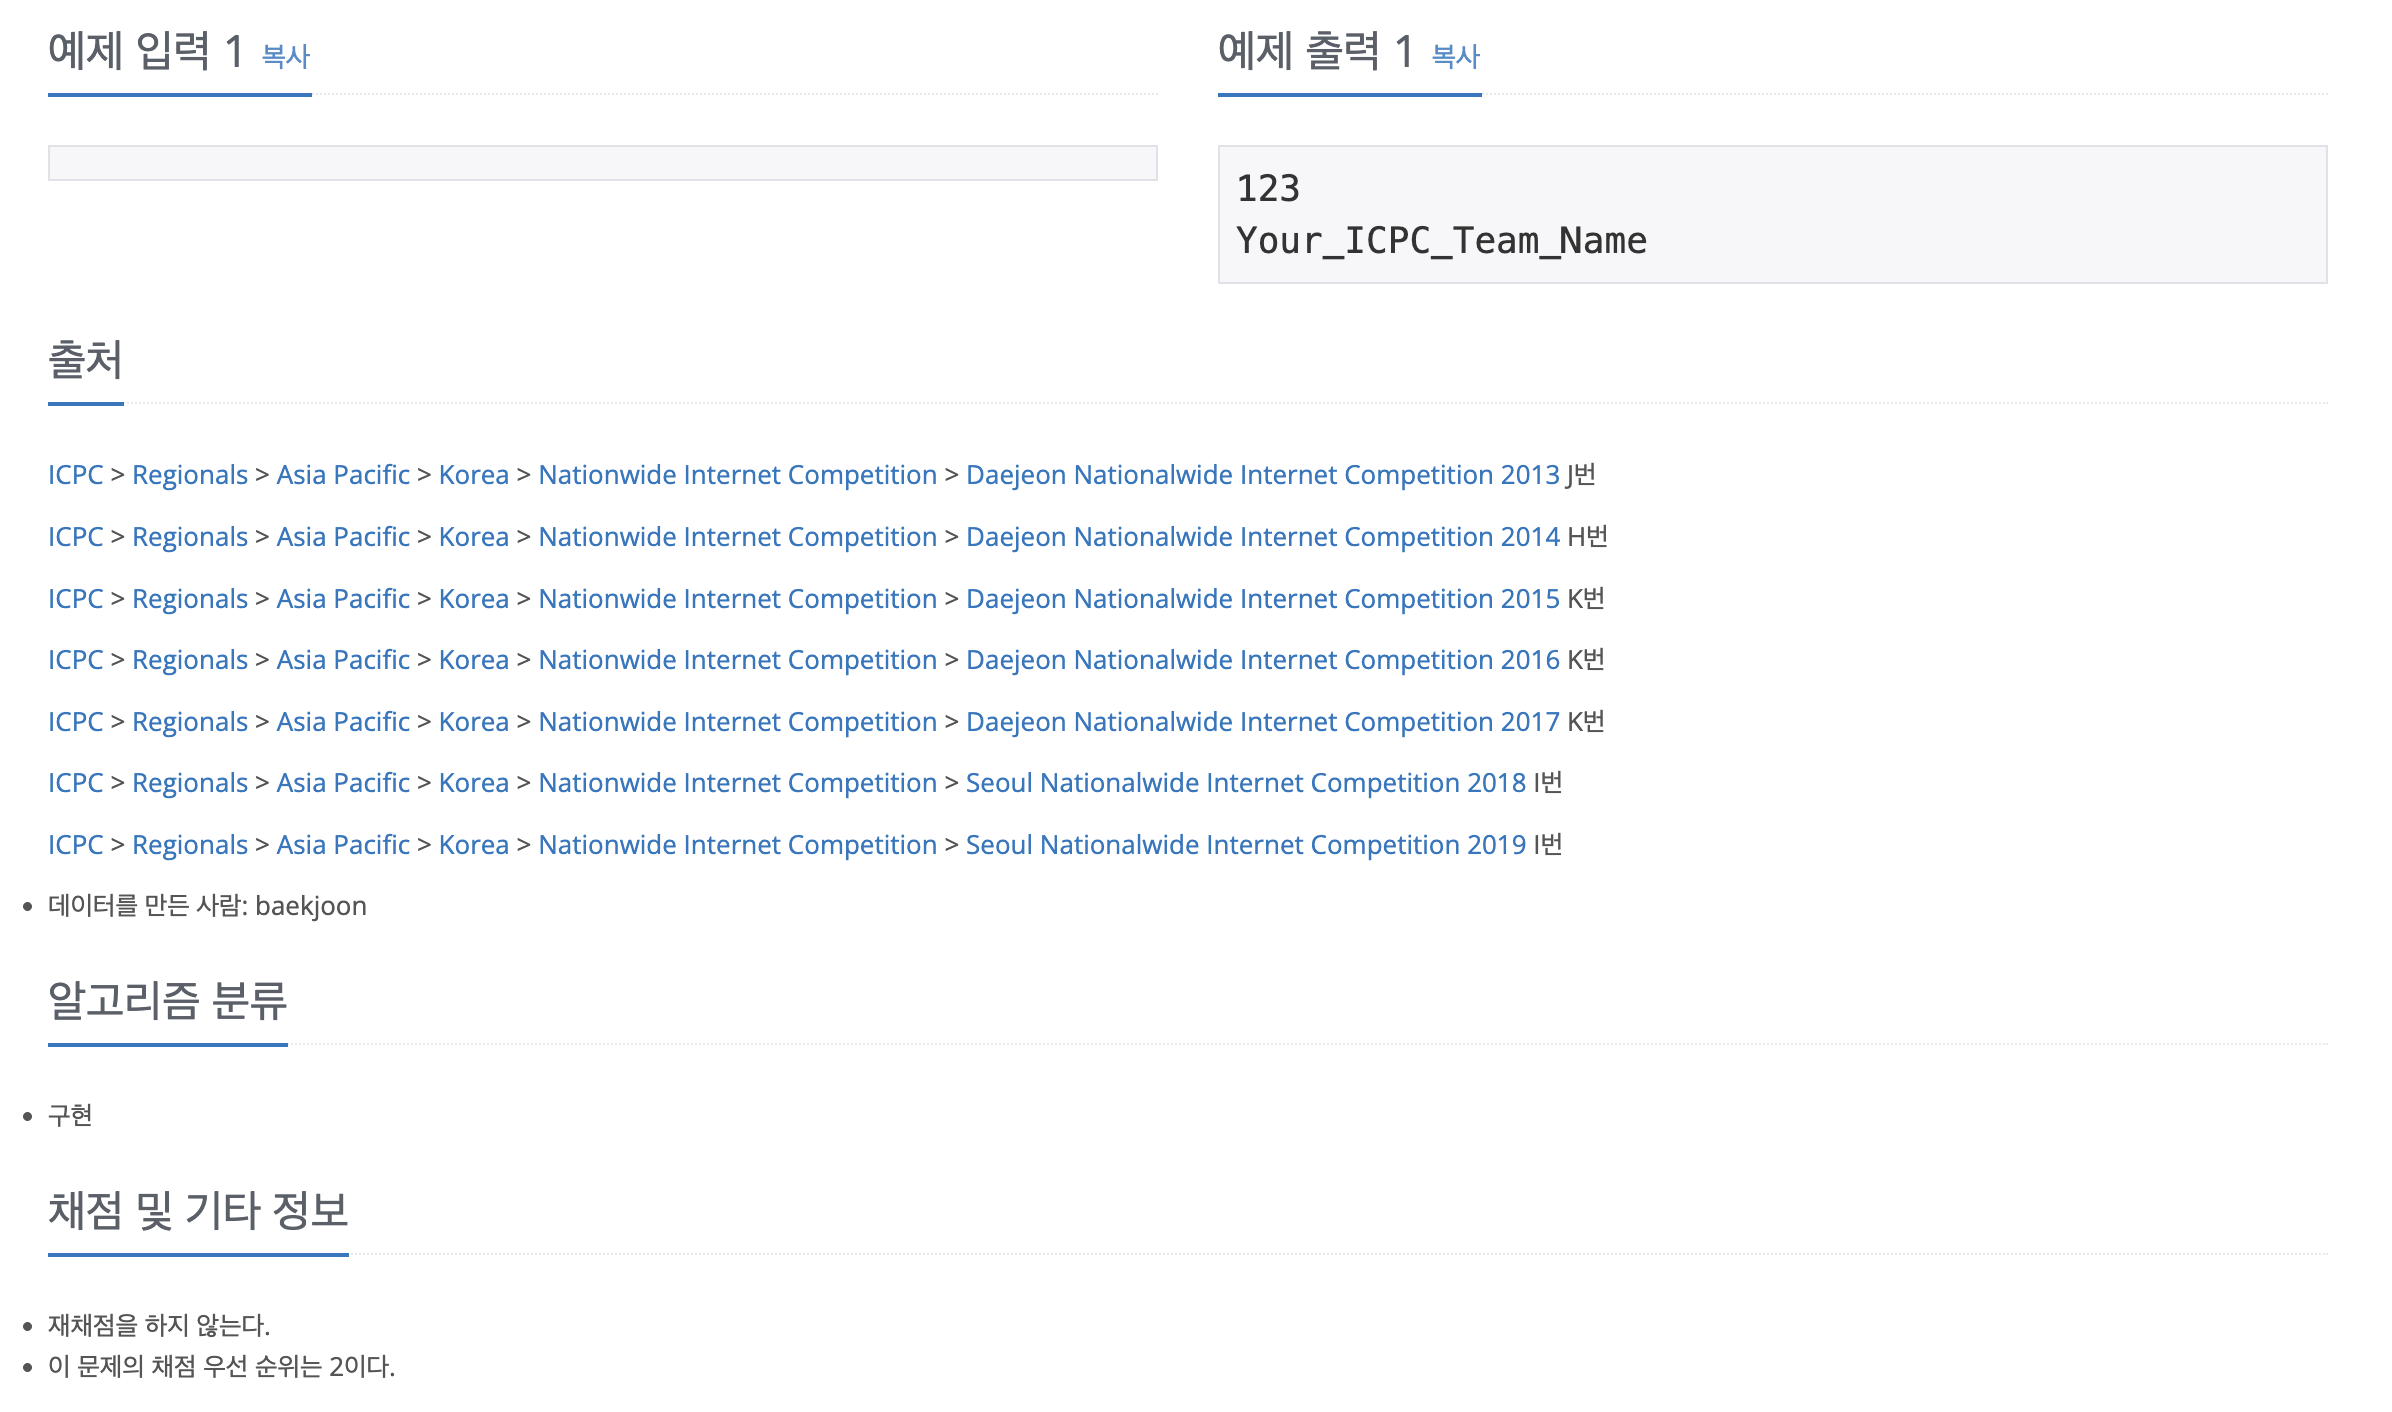 예제 입력 1 복사
예제 출력 1 복사
123
Your_ICPC_Team_Name
출처
ICPC > Regionals > Asia Pacific > Korea > Nationwide Internet Competition > Daejeon Nationalwide Internet Competition 2013 J번
ICPC > Regionals > Asia Pacific > Korea > Nationwide Internet Competition > Daejeon Nationalwide Internet Competition 2014 H번
ICPC > Regionals > Asia Pacific > Korea > Nationwide Internet Competition > Daejeon Nationalwide Internet Competition 2015 K번
ICPC > Regionals > Asia Pacific > Korea > Nationwide Internet Competition > Daejeon Nationalwide Internet Competition 2016 K번
ICPC > Regionals > Asia Pacific > Korea > Nationwide Internet Competition > Daejeon Nationalwide Internet Competition 2017 K번
ICPC > Regionals > Asia Pacific > Korea > Nationwide Internet Competition > Seoul Nationalwide Internet Competition 2018 I번
ICPC > Regionals > Asia Pacific > Korea > Nationwide Internet Competition > Seoul Nationalwide Internet Competition 2019 I번
• 데이터를 만든 사람: baekjoon
알고리즘 분류
• 구현
채점 및 기타 정보
• 재채점을 하지 않는다.
• 이 문제의 채점 우선 순위는 2이다.